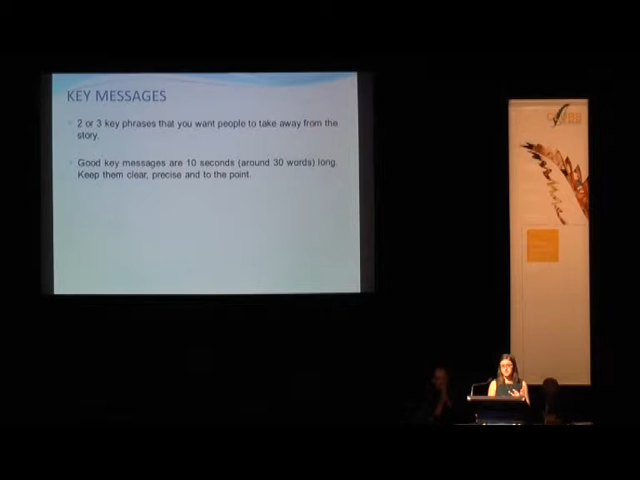 KEY MESSAGES
2 or 3 key phrases that you want people to take away from the
story.
Good key messages are 10 seconds (around 30 words) long.
Keep them clear, precise and to the point.